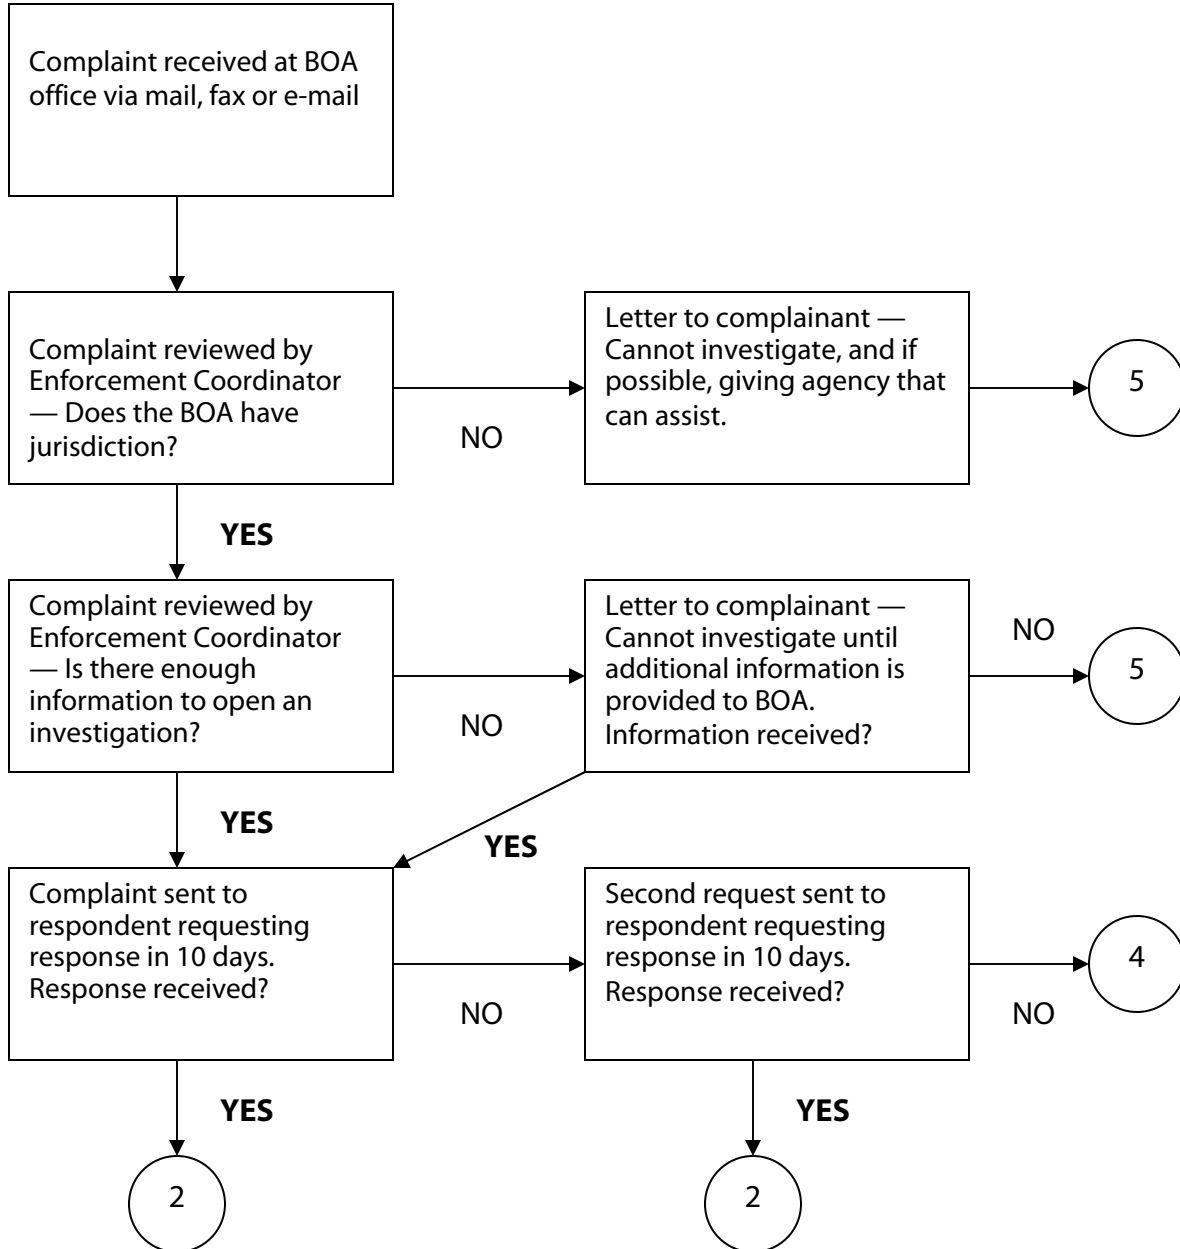 Complaint received at BOA
office via mail, fax or e-mail
Complaint reviewed by
Enforcement Coordinator
— Does the BOA have
jurisdiction?
NO
Letter to complainant —
Cannot investigate, and if
possible, giving agency that
can assist.
5
YES
Complaint reviewed by
Enforcement Coordinator
— Is there enough
information to open an
investigation?
NO
Letter to complainant —
Cannot investigate until
additional information is
provided to BOA.
Information received?
NO
5
YES
YES
Complaint sent to
respondent requesting
response in 10 days.
Response received?
NO
Second request sent to
respondent requesting
response in 10 days.
Response received?
NO
4
YES
YES
2
2